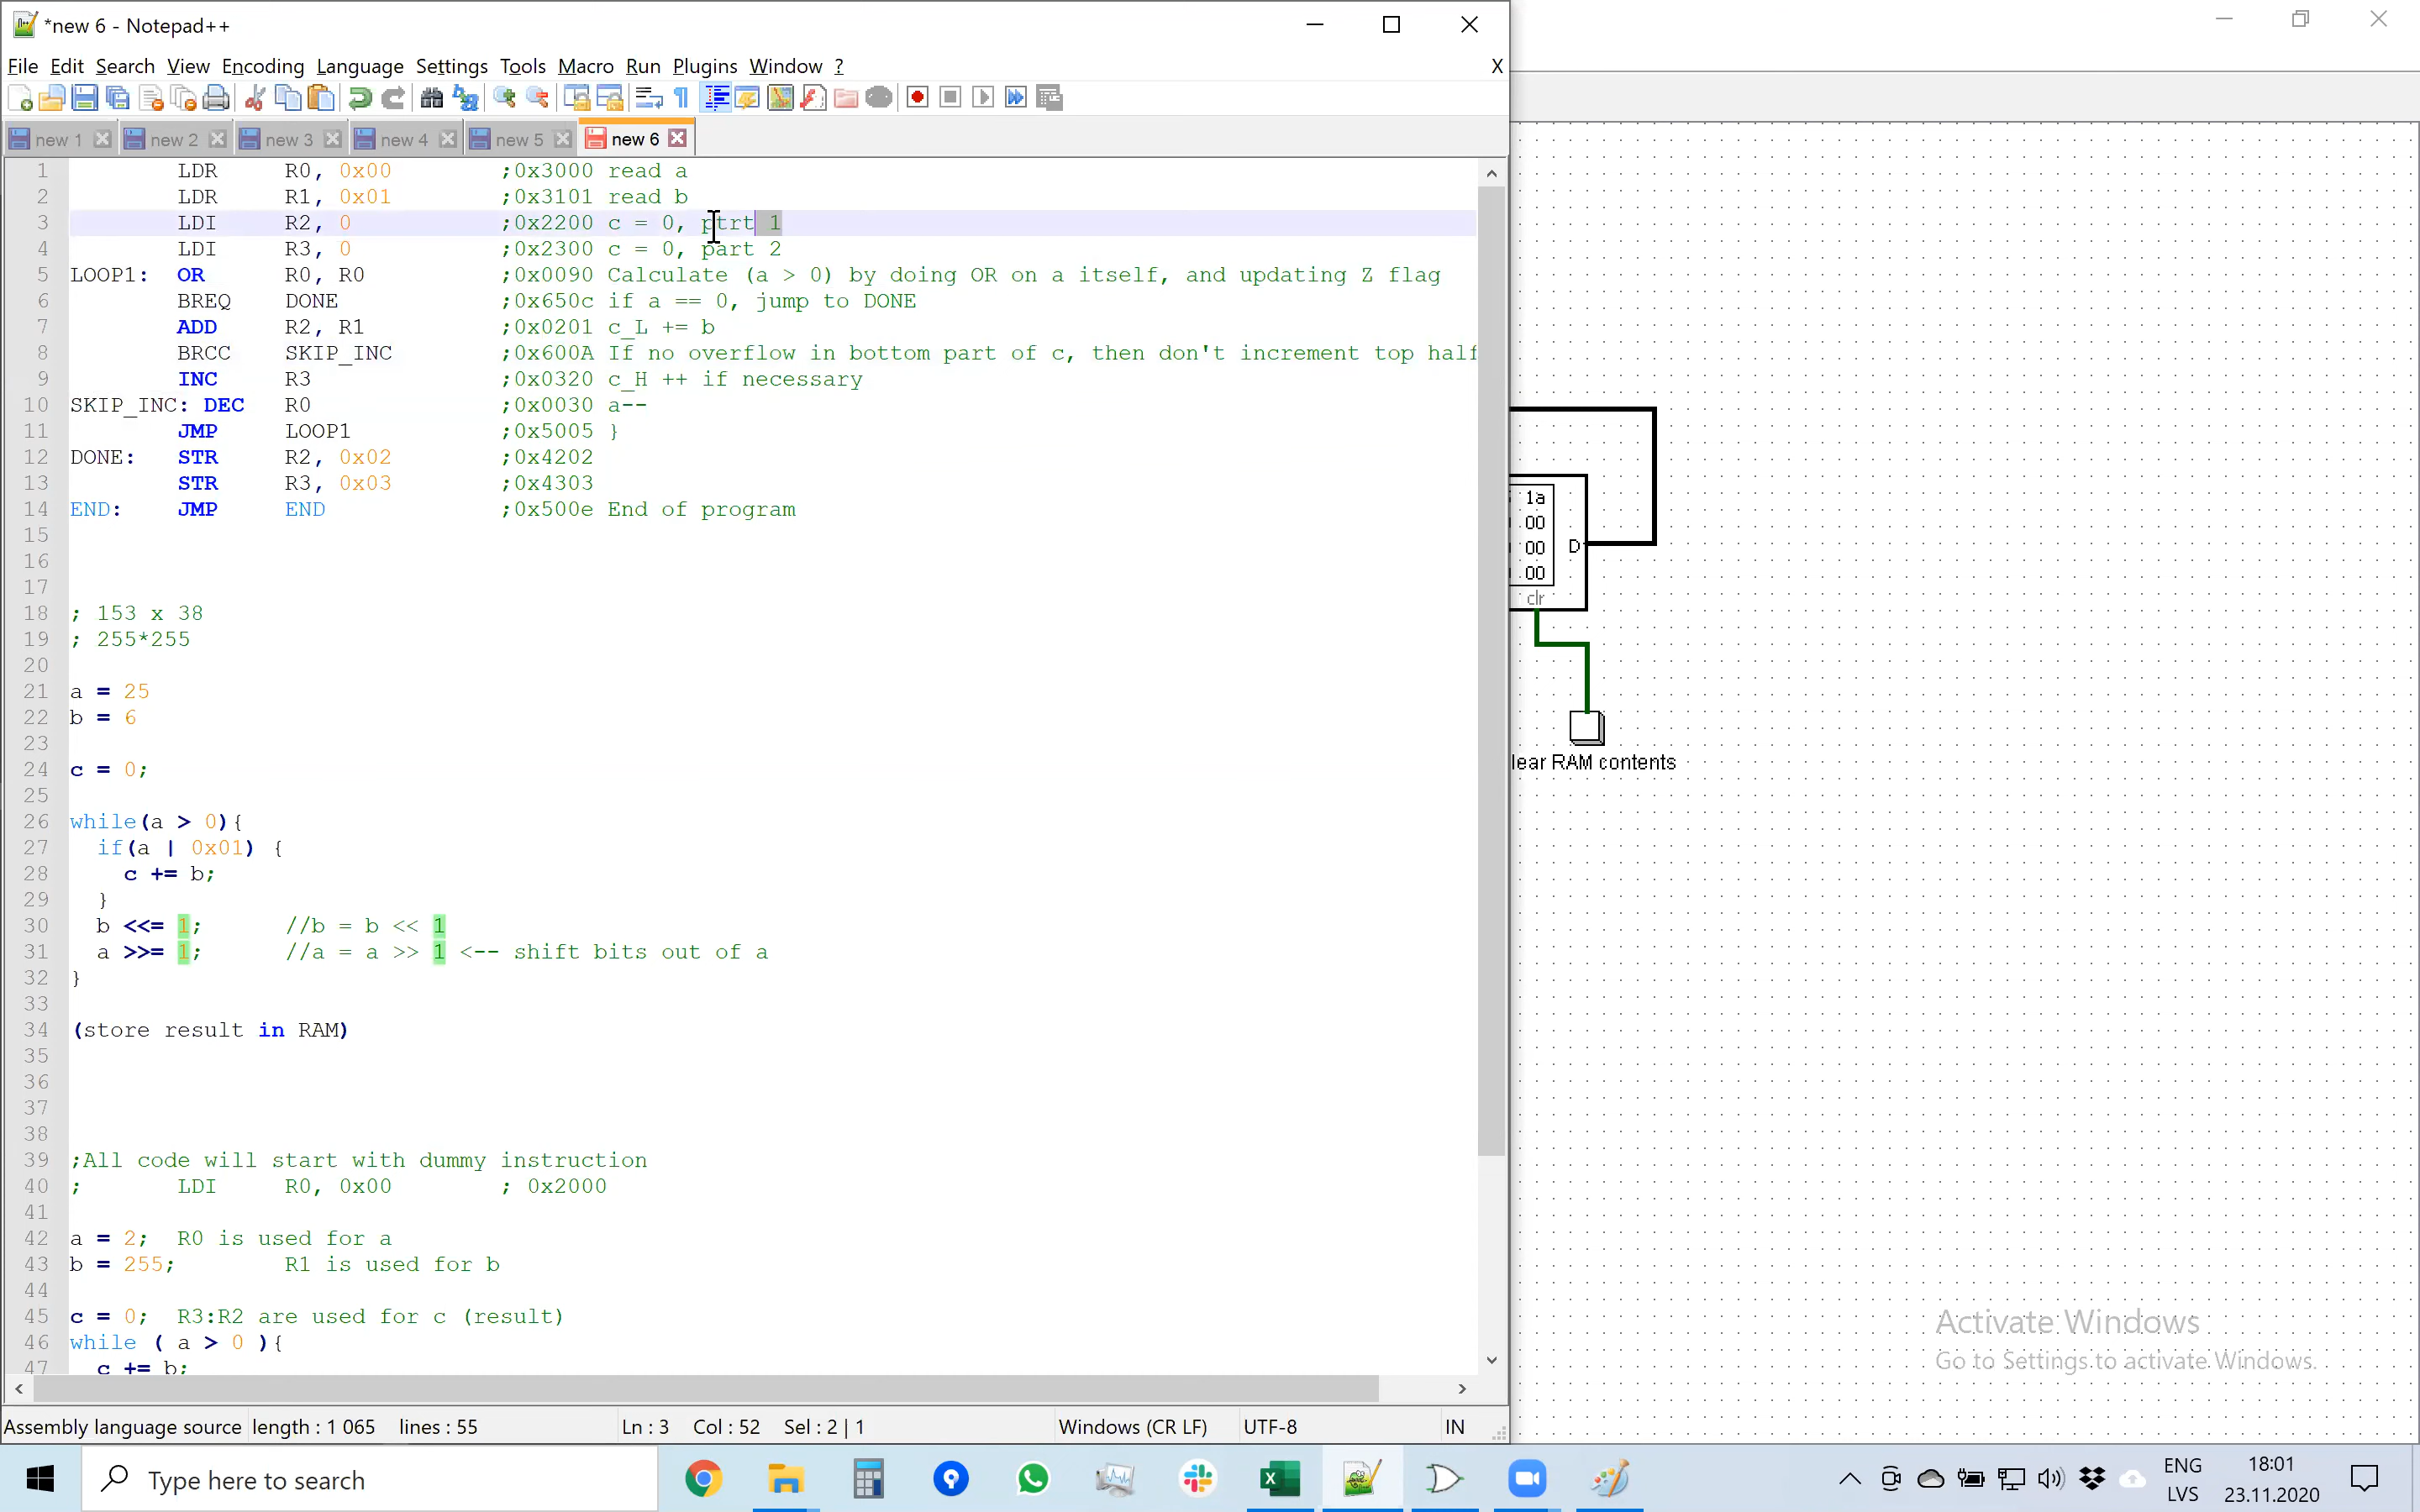 *new 6 - Notepad++
File Edit Search View Encoding Language Settings Tools Macro Run Plugins Window ? X
new 1 new 2 new 3 new 4 new 5 new 6
1 LDR R0, 0x00 ;0x3000 read a
2 LDR R1, 0x01 ;0x3101 read b
3 LDI R2, 0 ;0x2200 c = 0, 1
4 LDI R3, 0 ;0x2300 c = 0, part 2
5 LOOP1: OR R0, R0 ;0x0090 Calculate (a > 0) by doing OR on a itself, and updating Z flag
6 BREQ DONE ;0x650c if a == 0, jump to DONE
7 ADD R2, R1 ;0x0201 c_L += b
8 BRCC SKIP_INC ;0x600A If no overflow in bottom part of c, then don't increment top half
9 INC R3 ;0x0320 c_H ++ if necessary
10 SKIP_INC: DEC R0 ;0x0030 a--
11 JMP LOOP1 ;0x5005 }
12 DONE: STR R2, 0x02 ;0x4202
13 STR R3, 0x03 ;0x4303
14 END: JMP END ;0x500e End of program
15
16
17
18 ; 153 x 38
19 ; 255*255
20
21 a = 25
22 b = 6
23
24 c = 0;
25
26 while(a > 0){
27 if(a | 0x01) {
28 c += b;
29 }
30 b <<= 1; //b = b << 1
31 a >>= 1; //a = a >> 1 <-- shift bits out of a
32 }
33
34 (store result in RAM)
35
36
37
38
39 ;All code will start with dummy instruction
40 ; LDI R0, 0x00 ; 0x2000
41
42 a = 2; R0 is used for a
43 b = 255; R1 is used for b
44
45 c = 0; R3:R2 are used for c (result)
46 while ( a > 0 ){
47 c += b;
1a
00
00 D
00
clr
lear RAM contents
Activate Windows
Go to Settings to activate Windows.
Assembly language source length : 1 065 lines : 55 Ln : 3 Col : 52 Sel : 2 | 1 Windows (CR LF) UTF-8 IN
Type here to search
ENG 18:01
LVS 23.11.2020